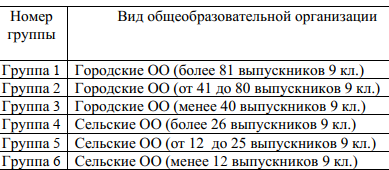 Номер группы | Вид общеобразовательной организации
Группа 1 | Городские ОО (более 81 выпускников 9 кл.)
Группа 2 | Городские ОО (от 41 до 80 выпускников 9 кл.)
Группа 3 | Городские ОО (менее 40 выпускников 9 кл.)
Группа 4 | Сельские ОО (более 26 выпускников 9 кл.)
Группа 5 | Сельские ОО (от 12 до 25 выпускников 9 кл.)
Группа 6 | Сельские ОО (менее 12 выпускников 9 кл.)